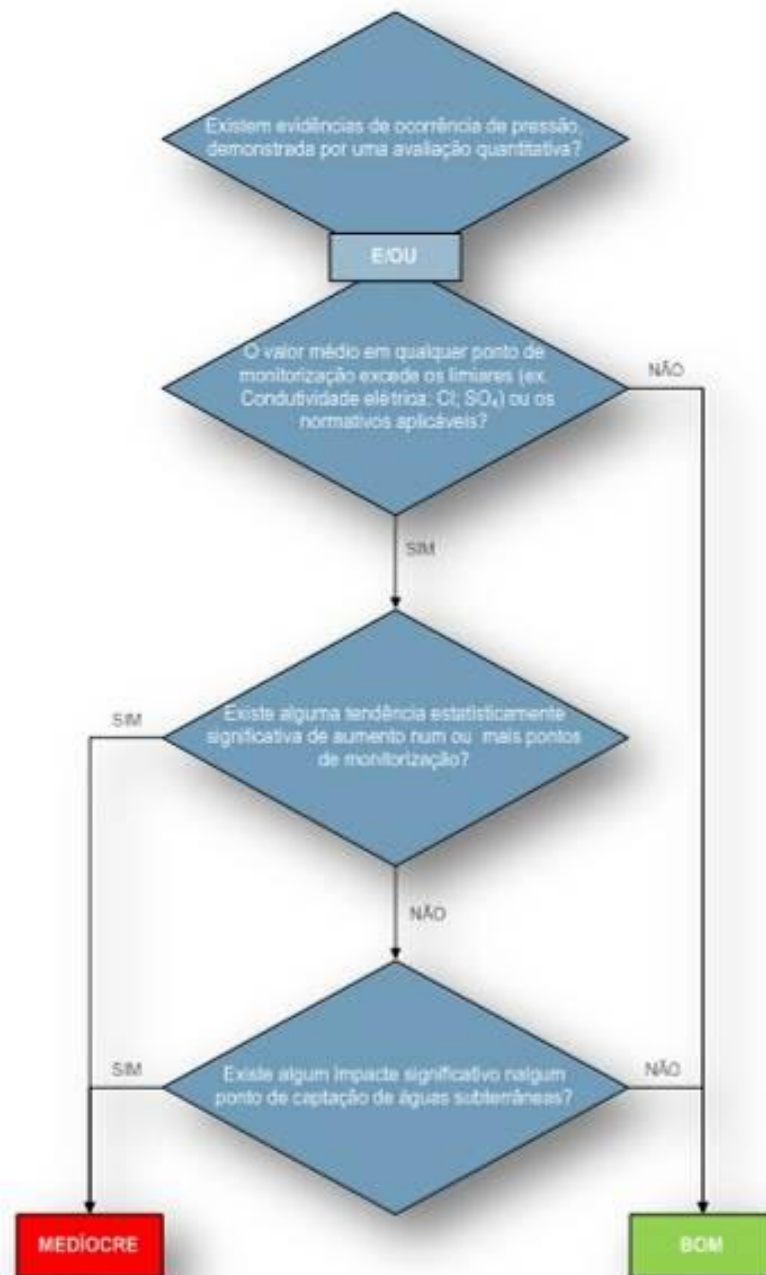 Existem evidências de ocorrência de pressão,
demonstrada por uma avaliação quantitativa?
E/OU
O valor médio em qualquer ponto de
monitorização excede os limiares (ex.
Condutividade elétrica; Cl; SO₄) ou os
normativos aplicáveis?
NÃO
SIM
Existe alguma tendência estatisticamente
significativa de aumento num ou mais pontos
de monitorização?
SIM
NÃO
Existe algum impacte significativo nalgum
ponto de captação de águas subterrâneas?
SIM
NÃO
MEDÍOCRE
BOM